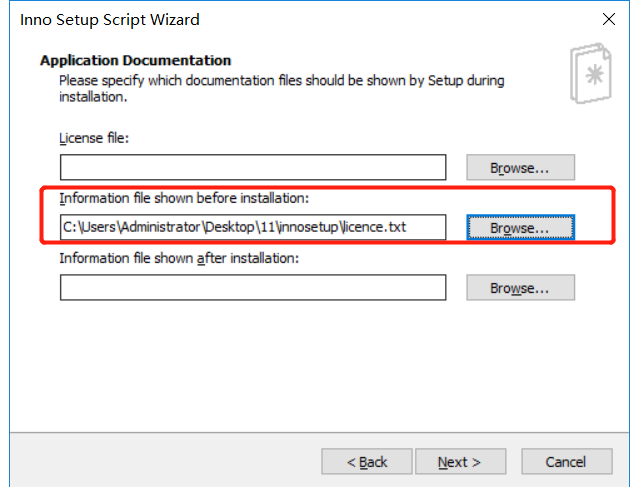 Inno Setup Script Wizard
Application Documentation
Please specify which documentation files should be shown by Setup during
installation.
License file:
Browse...
Information file shown before installation:
C:\Users\Administrator\Desktop\11\innosetup\licence.txt
Browse...
Information file shown after installation:
Browse...
< Back
Next >
Cancel